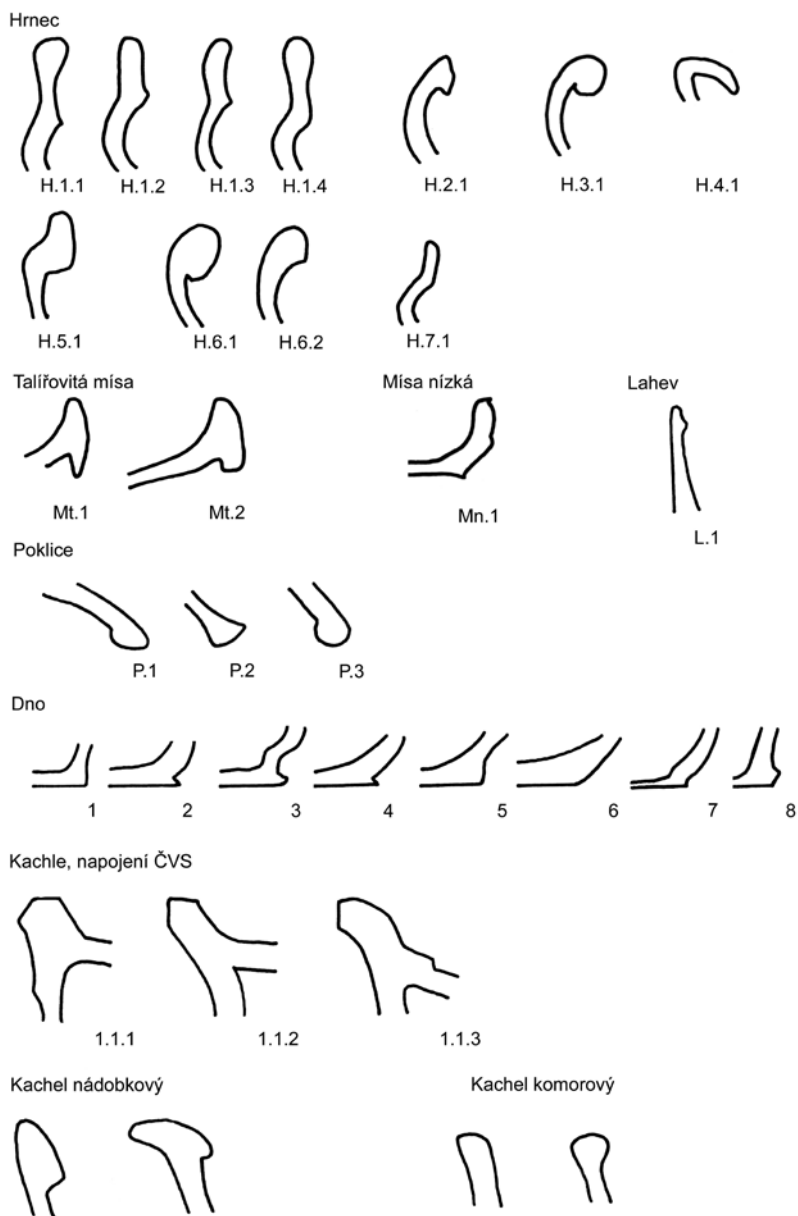 Hrnec
H.1.1 H.1.2 H.1.3 H.1.4 H.2.1 H.3.1 H.4.1
H.5.1 H.6.1 H.6.2 H.7.1
Talířovitá mísa Mísa nízká Lahev
Mt.1 Mt.2 Mn.1 L.1
Poklice
P.1 P.2 P.3
Dno
1 2 3 4 5 6 7 8
Kachle, napojení ČVS
1.1.1 1.1.2 1.1.3
Kachel nádobkový Kachel komorový